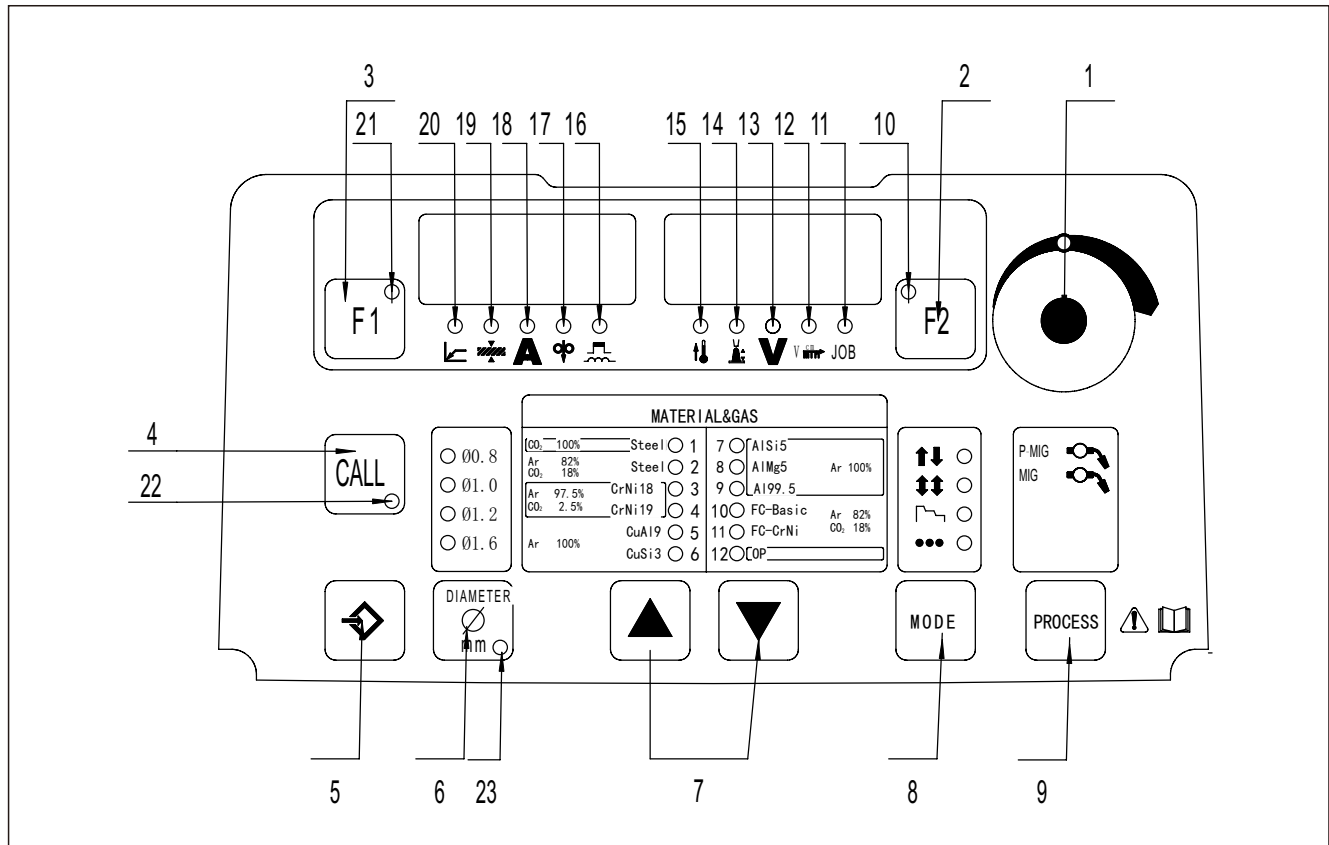 3 2 1
21 20 19 18 17 16 15 14 13 12 11 10
F1
F2
A V JOB
4
CALL
22
Ø0.8
Ø1.0
Ø1.2
Ø1.6
MATERIAL&GAS
CO₂ 100% Steel 1
Ar 82% CO₂ 18% Steel 2
Ar 97.5% CO₂ 2.5% CrNi18 3
CrNi19 4
CuAl9 5
Ar 100% CuSi3 6
7 AlSi5
8 AlMg5 Ar 100%
9 Al99.5
10 FC-Basic Ar 82%
11 FC-CrNi CO₂ 18%
12 OP
P-MIG
MIG
DIAMETER
Ø
mm
MODE
PROCESS
5 6 23 7 8 9